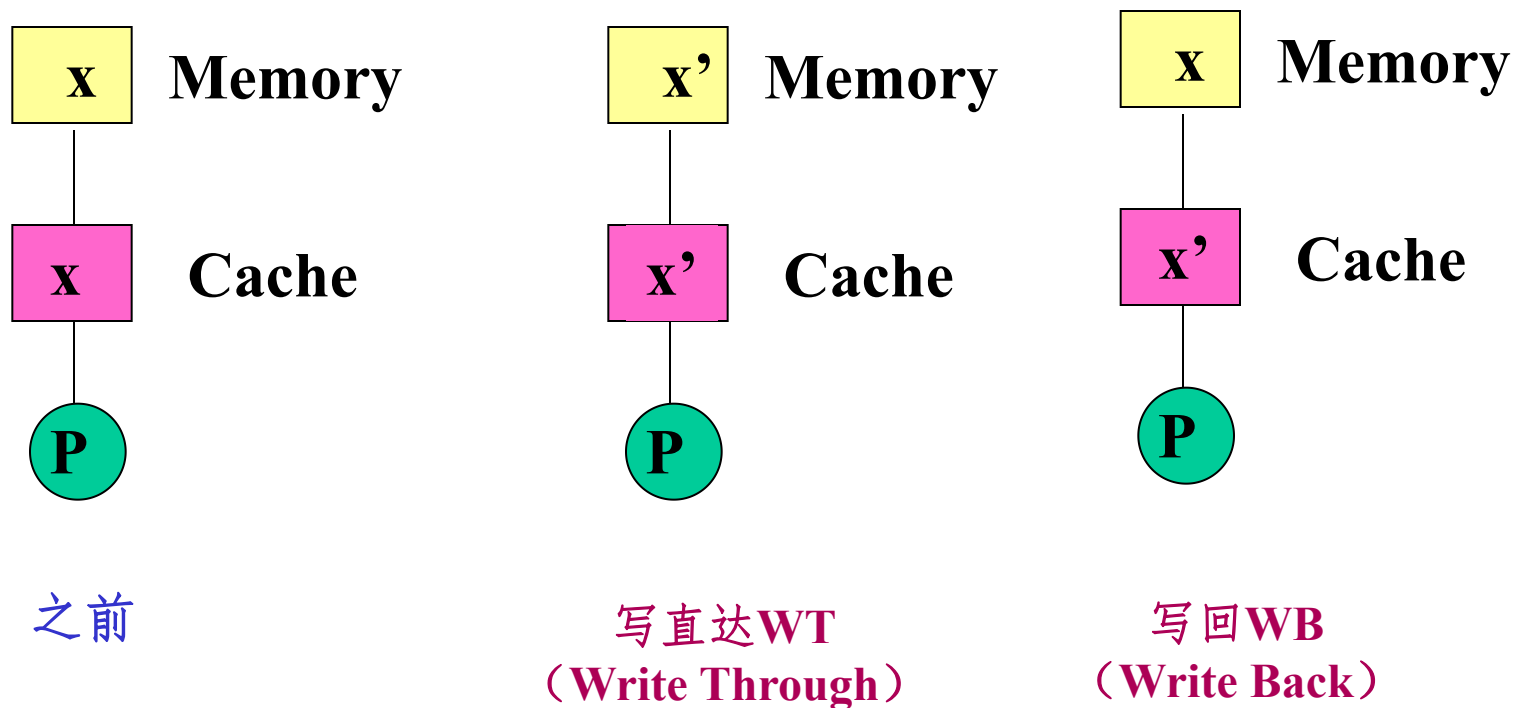 x Memory
x Cache
P
之前
x’ Memory
x’ Cache
P
写直达WT
（Write Through）
x Memory
x’ Cache
P
写回WB
（Write Back）